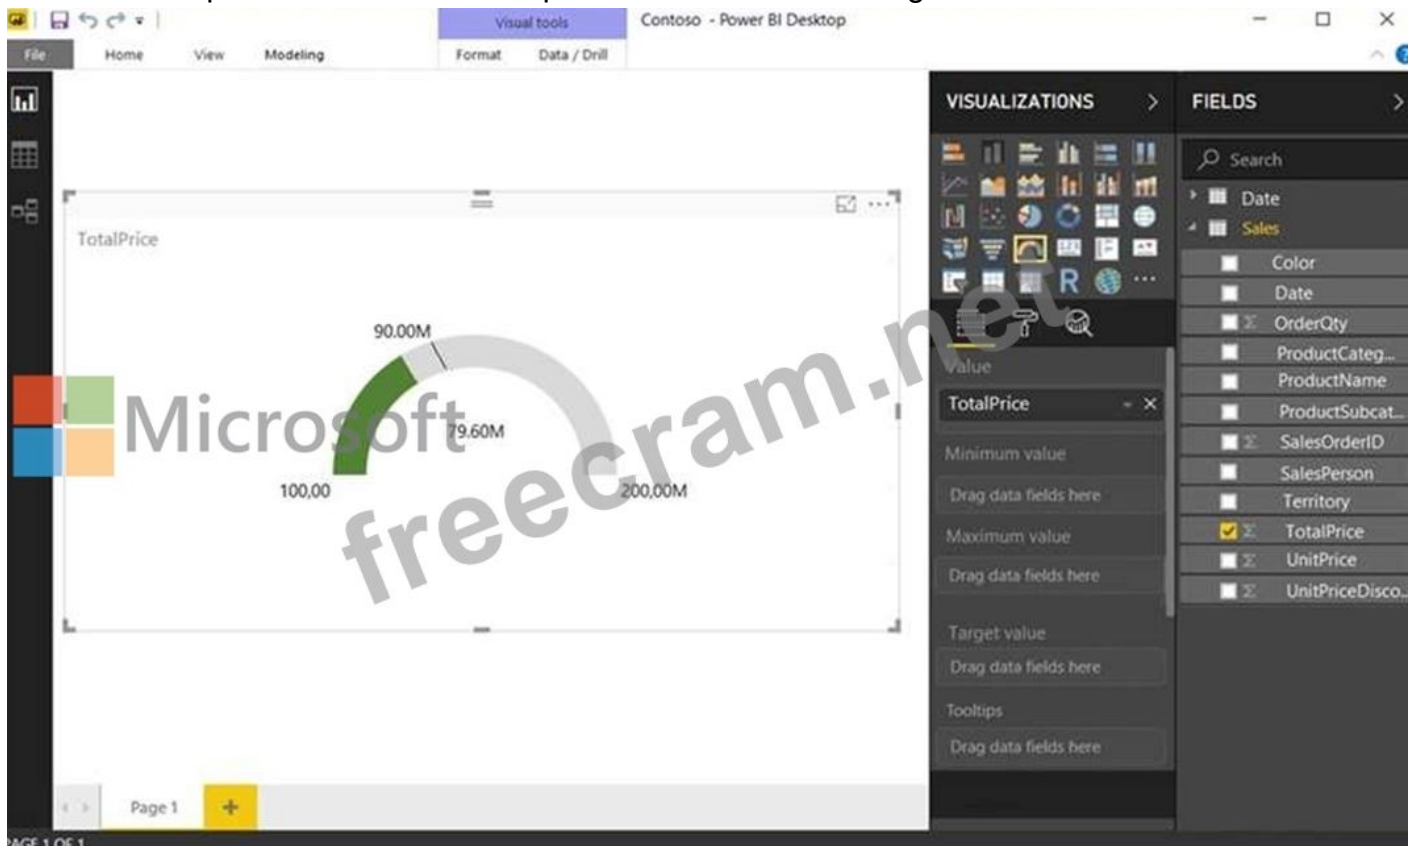 Contoso - Power BI Desktop
Visual tools
File
Home
View
Modeling
Format
Data / Drill
TotalPrice
90.00M
79.60M
100,00
200,00M
Microsoft
freecram.net
Page 1
PAGE 1 OF 1
VISUALIZATIONS
R
Value
TotalPrice
Minimum value
Drag data fields here
Maximum value
Drag data fields here
Target value
Drag data fields here
Tooltips
Drag data fields here
FIELDS
Search
Date
Sales
Color
Date
Σ OrderQty
ProductCateg...
ProductName
ProductSubcat...
Σ SalesOrderID
SalesPerson
Territory
Σ TotalPrice
Σ UnitPrice
Σ UnitPriceDisco...